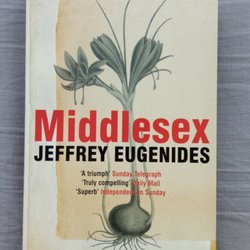 Middlesex
JEFFREY EUGENIDES
'A triumph' Sunday Telegraph
'Truly compelling' Daily Mail
'Superb' Independent on Sunday